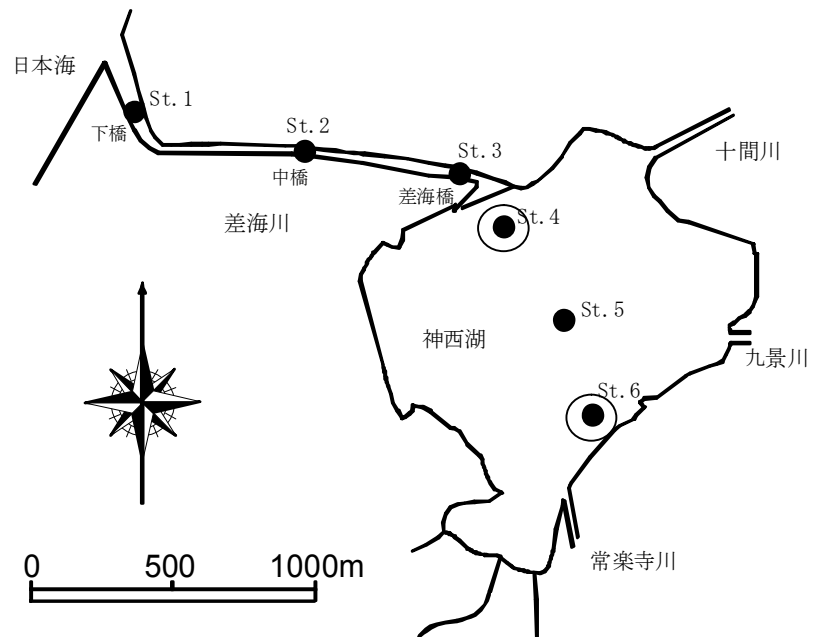 日本海
St.1
下橋
St.2
中橋
St.3
差海橋
差海川
十間川
St.4
St.5
神西湖
九景川
St.6
常楽寺川
0 500 1000m